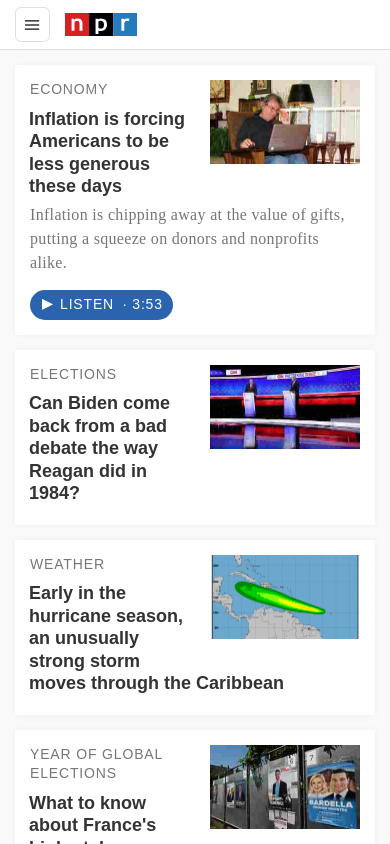 npr
ECONOMY
Inflation is forcing
Americans to be
less generous
these days
Inflation is chipping away at the value of gifts,
putting a squeeze on donors and nonprofits
alike.
LISTEN · 3:53
ELECTIONS
Can Biden come
back from a bad
debate the way
Reagan did in
1984?
WEATHER
Early in the
hurricane season,
an unusually
strong storm
moves through the Caribbean
YEAR OF GLOBAL
ELECTIONS
What to know
about France's
BARDELLA